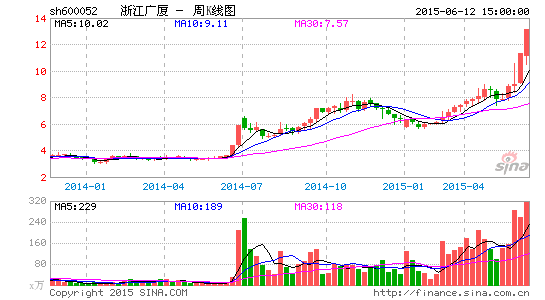 sh600052 浙江广厦 - 周K线图 2015-06-12 15:00:00
MA5:10.02 MA10:9.11 MA30:7.57
14
12
10
8
6
4
2
sina
2014-01 2014-04 2014-07 2014-10 2015-01 2015-04
MA5:229 MA10:189 MA30:118
320
240
160
80
x万
Copyright 2015 SINA.COM http://finance.sina.com.cn